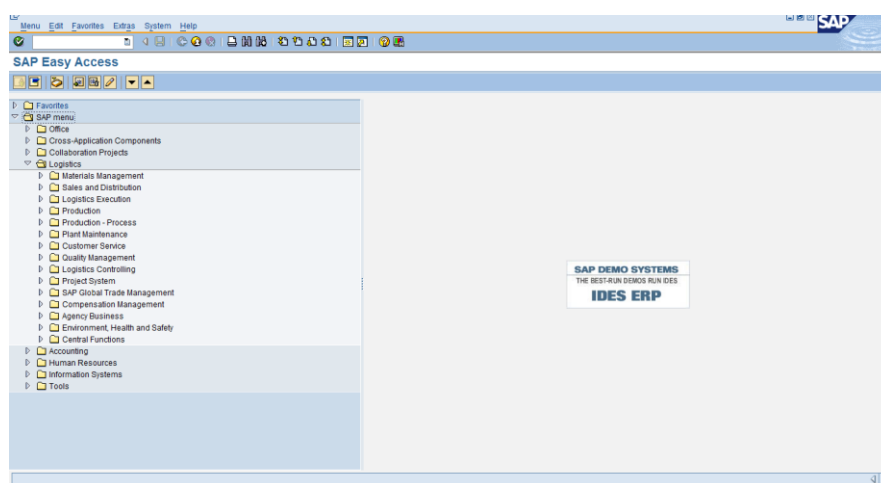 Menu Edit Favorites Extras System Help
SAP
SAP Easy Access
Favorites
SAP menu
Office
Cross-Application Components
Collaboration Projects
Logistics
Materials Management
Sales and Distribution
Logistics Execution
Production
Production - Process
Plant Maintenance
Customer Service
Quality Management
Logistics Controlling
Project System
SAP Global Trade Management
Compensation Management
Agency Business
Environment, Health and Safety
Central Functions
Accounting
Human Resources
Information Systems
Tools
SAP DEMO SYSTEMS
THE BEST-RUN DEMOS RUN IDES
IDES ERP